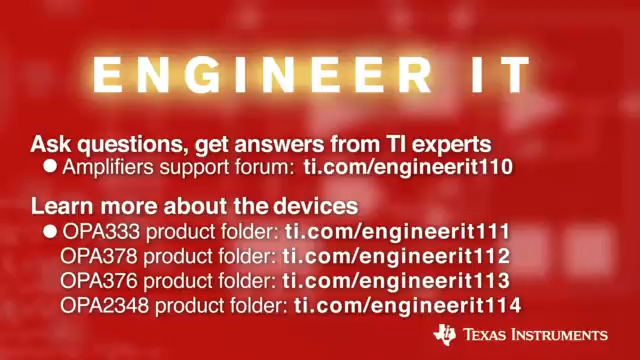 ENGINEER IT
Ask questions, get answers from TI experts
● Amplifiers support forum: ti.com/engineerit110
Learn more about the devices
● OPA333 product folder: ti.com/engineerit111
OPA378 product folder: ti.com/engineerit112
OPA376 product folder: ti.com/engineerit113
OPA2348 product folder: ti.com/engineerit114
TEXAS INSTRUMENTS